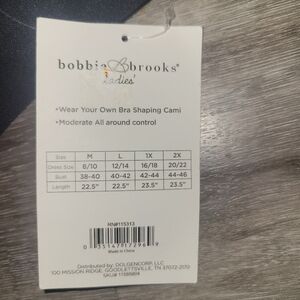 bobbie brooks®
Ladies'
•Wear Your Own Bra Shaping Cami
•Moderate All around control
Size M L 1X 2X
Dress Size 8/10 12/14 16/18 20/22
Bust 38-40 40-42 42-44 44-46
Length 22.5" 22.5" 23.5" 23.5"
RN#115313
Made in China
Distributed by: DOLGENCORP, LLC
100 MISSION RIDGE, GOODLETTSVILLE, TN 37072-2170